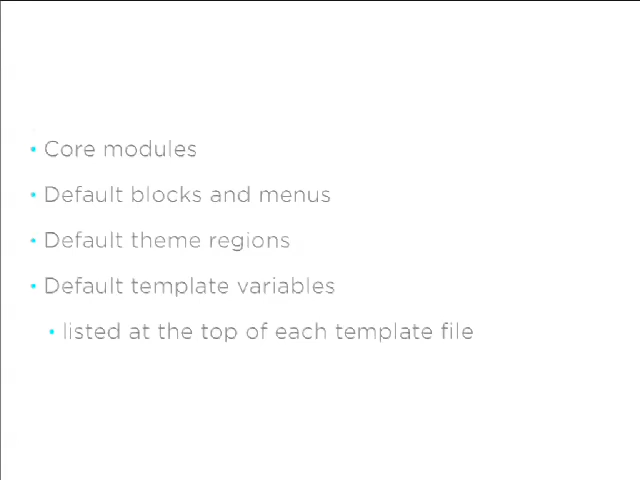 • Core modules
• Default blocks and menus
• Default theme regions
• Default template variables
• listed at the top of each template file